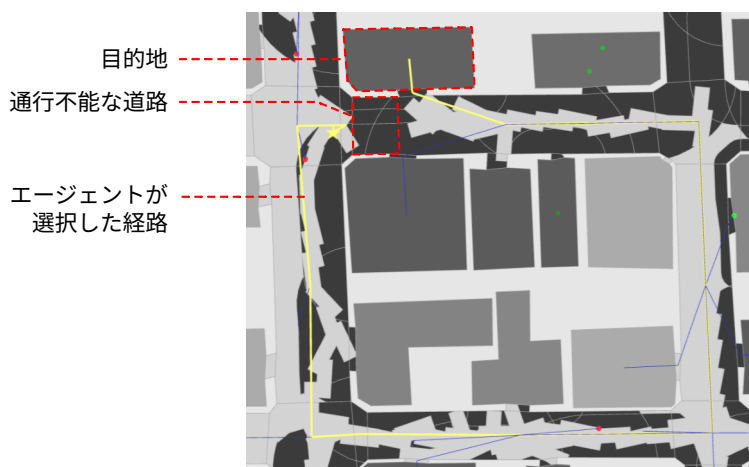 目的地
通行不能な道路
エージェントが
選択した経路